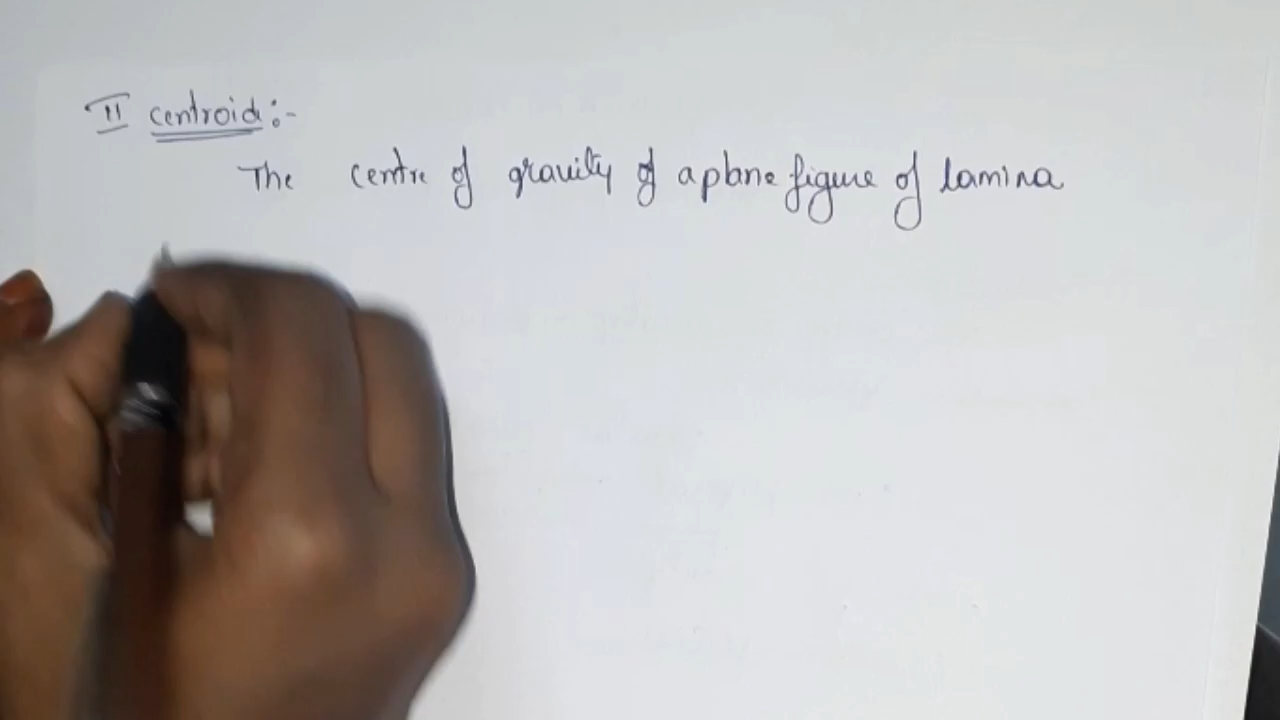 II centroid:-
The centre of gravity of a plane figure of lamina